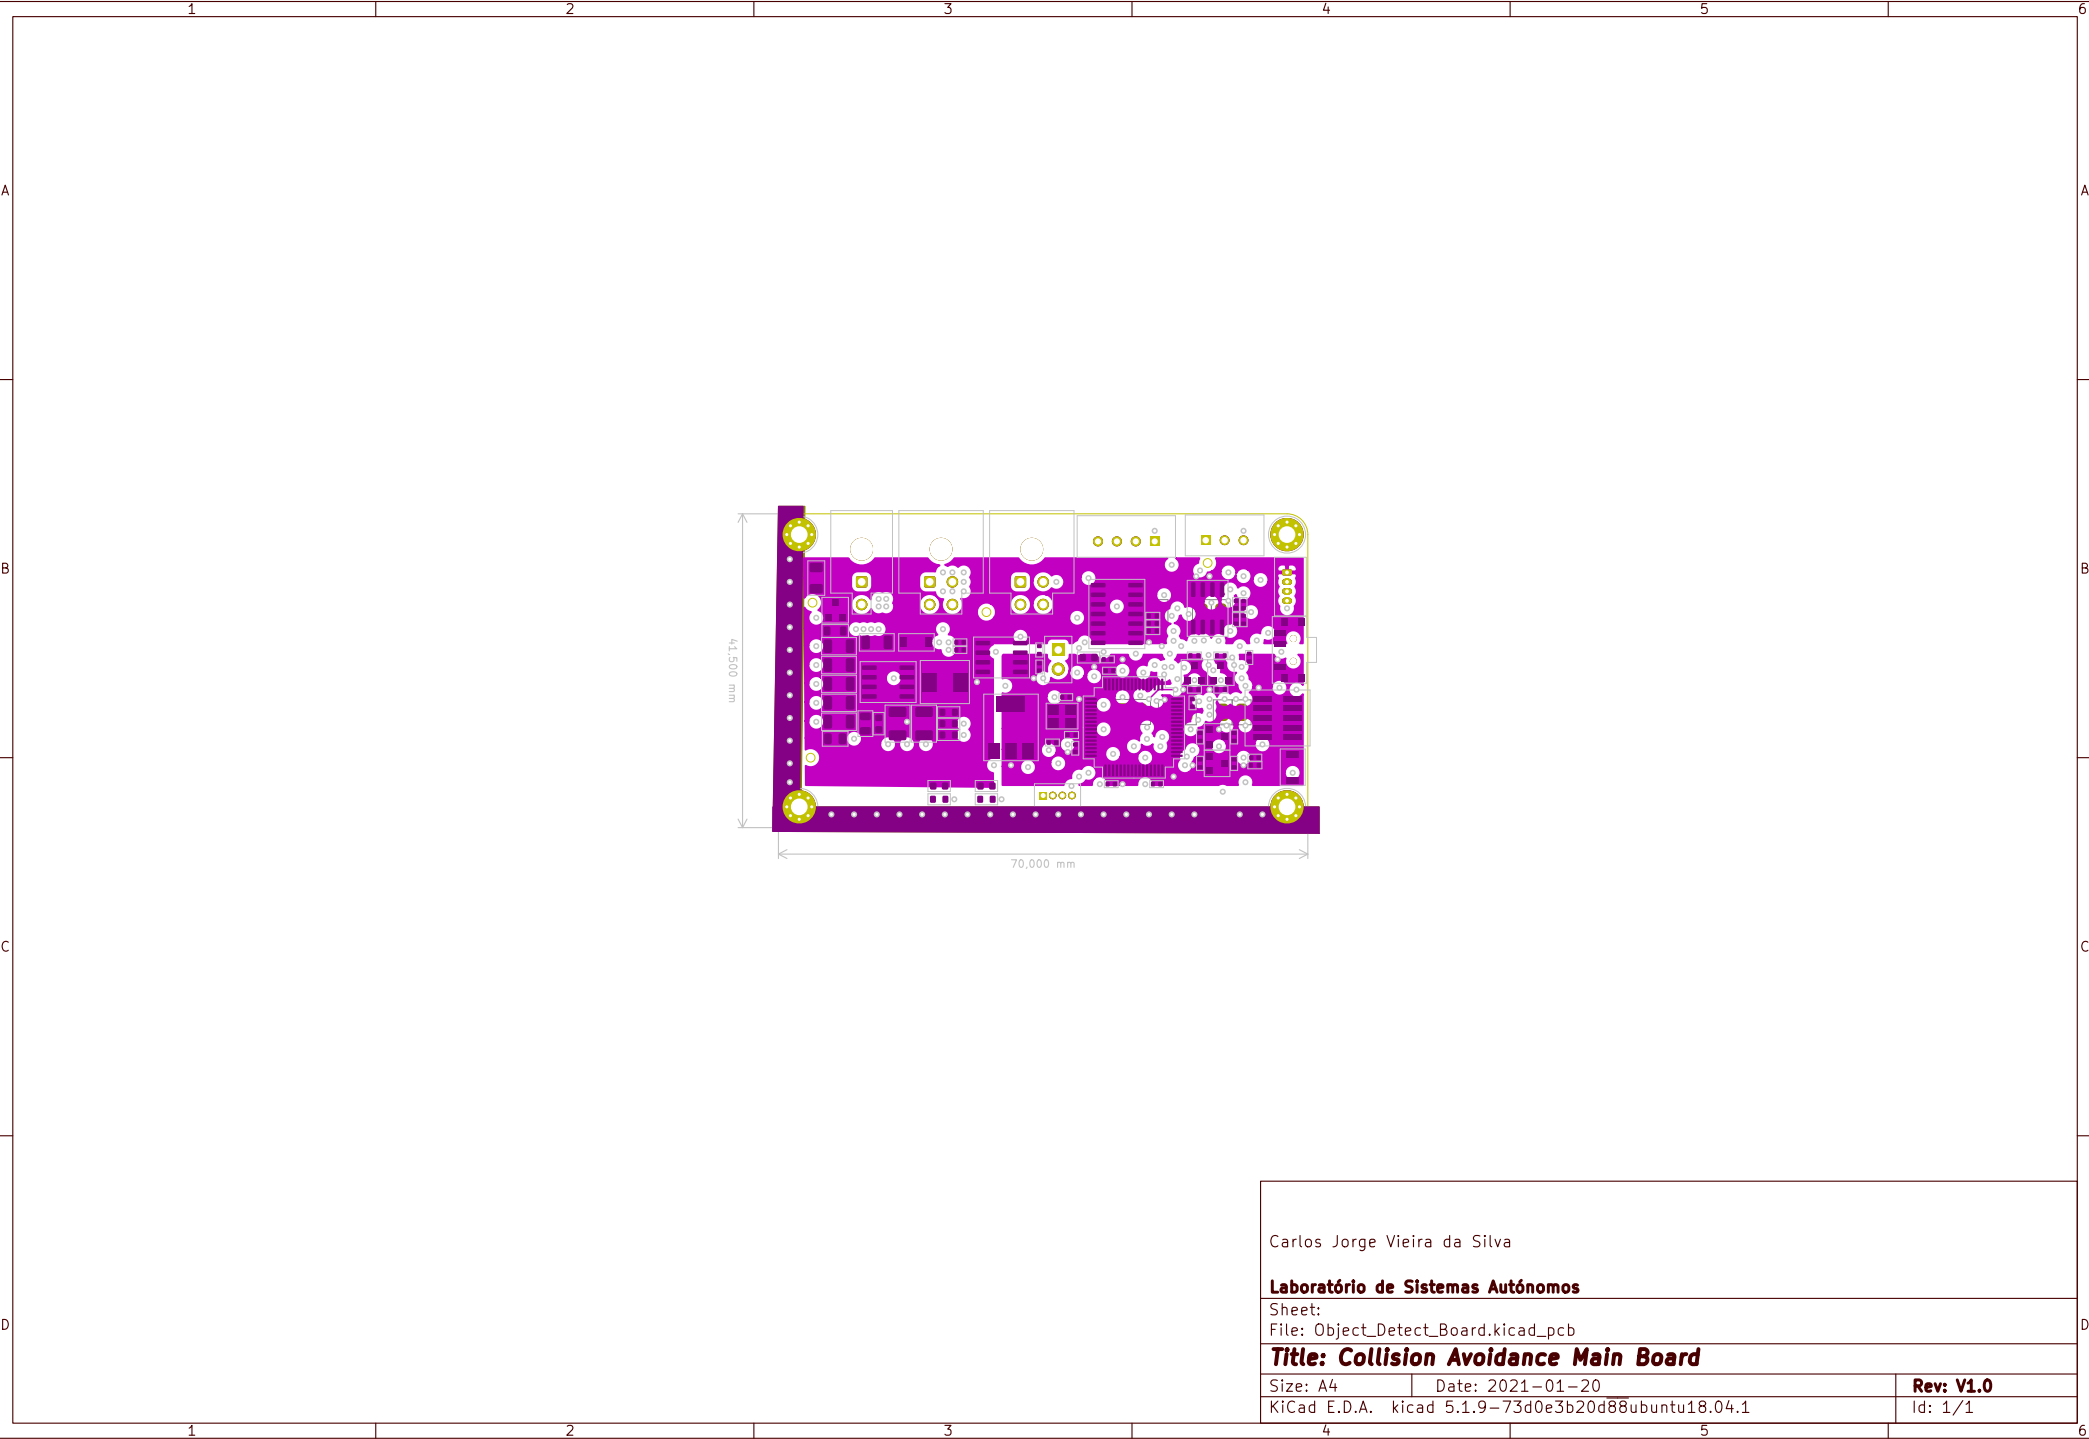 1 2 3 4 5 6
A A
B B
41,500 mm
70,000 mm
C C
Carlos Jorge Vieira da Silva
Laboratório de Sistemas Autónomos
D D
Sheet:
File: Object_Detect_Board.kicad_pcb
Title: Collision Avoidance Main Board
Size: A4 Date: 2021-01-20 Rev: V1.0
KiCad E.D.A. kicad 5.1.9-73d0e3b20d88ubuntu18.04.1 Id: 1/1
1 2 3 4 5 6